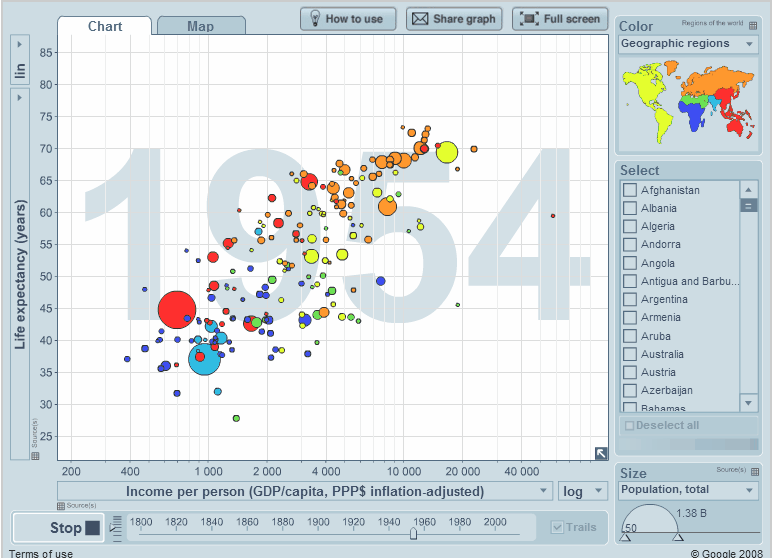 Chart
Map
How to use
Share graph
Full screen
Color
Regions of the world
Geographic regions
lin
Life expectancy (years)
Source(s)
85
80
75
70
65
60
55
50
45
40
35
30
25
1954
200
400
1 000
2 000
4 000
10 000
20 000
40 000
Income per person (GDP/capita, PPP$ inflation-adjusted)
log
Source(s)
Select
Afghanistan
Albania
Algeria
Andorra
Angola
Antigua and Barbu...
Argentina
Armenia
Aruba
Australia
Austria
Azerbaijan
Bahamas
Deselect all
Size
Source(s)
Population, total
1.38 B
50
Stop
1800
1820
1840
1860
1880
1900
1920
1940
1960
1980
2000
Trails
Terms of use
© Google 2008